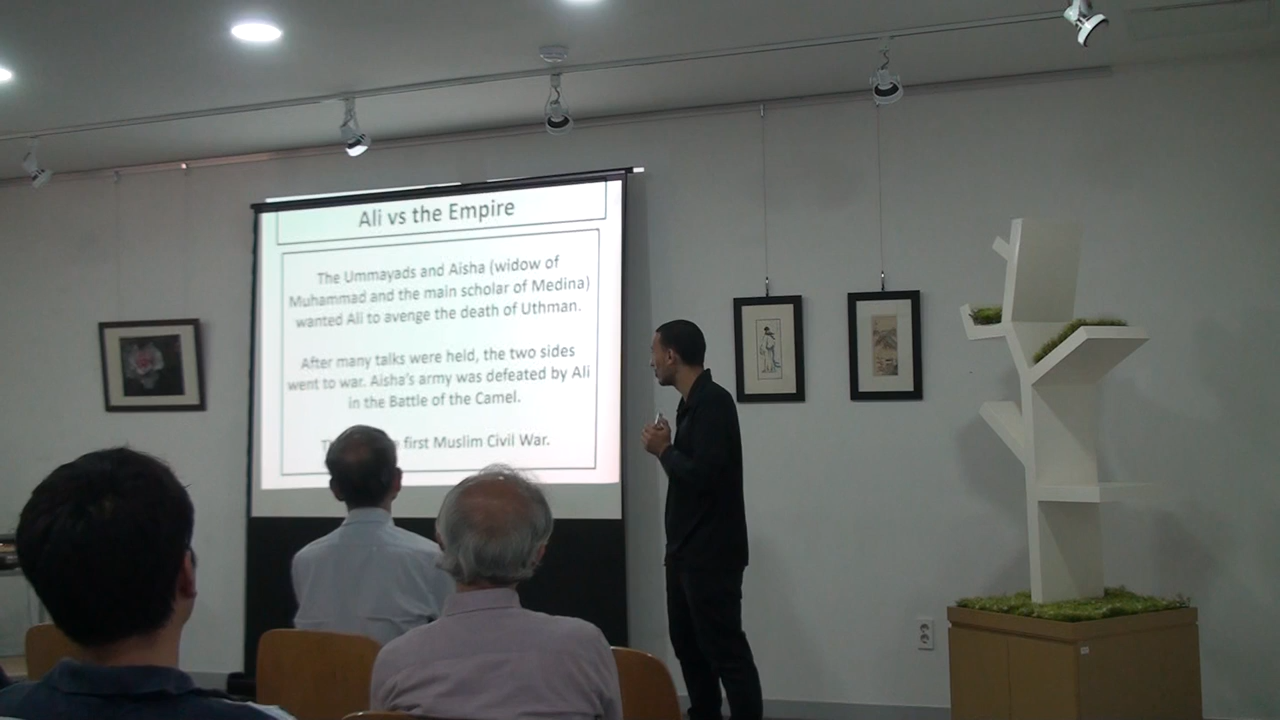 Ali vs the Empire
The Ummayads and Aisha (widow of
Muhammad and the main scholar of Medina)
wanted Ali to avenge the death of Uthman.
After many talks were held, the two sides
went to war. Aisha's army was defeated by Ali
in the Battle of the Camel.
first Muslim Civil War.